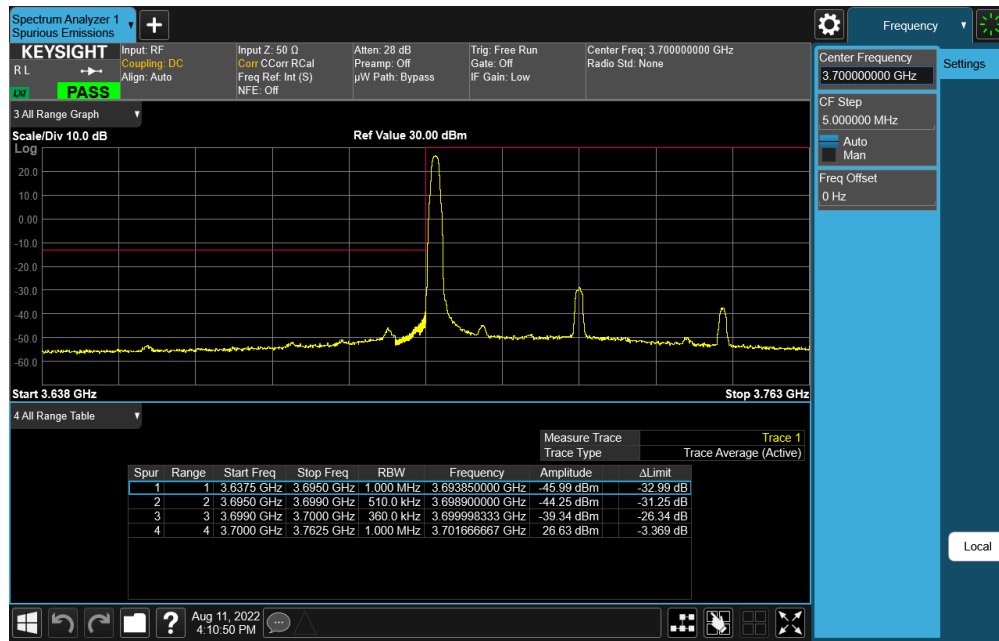 Spectrum Analyzer 1
Spurious Emissions
Frequency
KEYSIGHT
R L
LXI
PASS
Input: RF
Coupling: DC
Align: Auto
Input Z: 50 Ω
Corr CCorr RCal
Freq Ref: Int (S)
NFE: Off
Atten: 28 dB
Preamp: Off
µW Path: Bypass
Trig: Free Run
Gate: Off
IF Gain: Low
Center Freq: 3.700000000 GHz
Radio Std: None
Center Frequency
3.700000000 GHz
Settings
CF Step
5.000000 MHz
Auto
Man
Freq Offset
0 Hz
3 All Range Graph
Scale/Div 10.0 dB
Ref Value 30.00 dBm
Log
20.0
10.0
0.00
-10.0
-20.0
-30.0
-40.0
-50.0
-60.0
Start 3.638 GHz
Stop 3.763 GHz
4 All Range Table
Measure Trace Trace 1
Trace Type Trace Average (Active)
Spur Range Start Freq Stop Freq RBW Frequency Amplitude ΔLimit
1 1 3.6375 GHz 3.6950 GHz 1.000 MHz 3.693850000 GHz -45.99 dBm -32.99 dB
2 2 3.6950 GHz 3.6990 GHz 510.0 kHz 3.698900000 GHz -44.25 dBm -31.25 dB
3 3 3.6990 GHz 3.7000 GHz 360.0 kHz 3.699998333 GHz -39.34 dBm -26.34 dB
4 4 3.7000 GHz 3.7625 GHz 1.000 MHz 3.701666667 GHz 26.63 dBm -3.369 dB
Local
?
Aug 11, 2022
4:10:50 PM